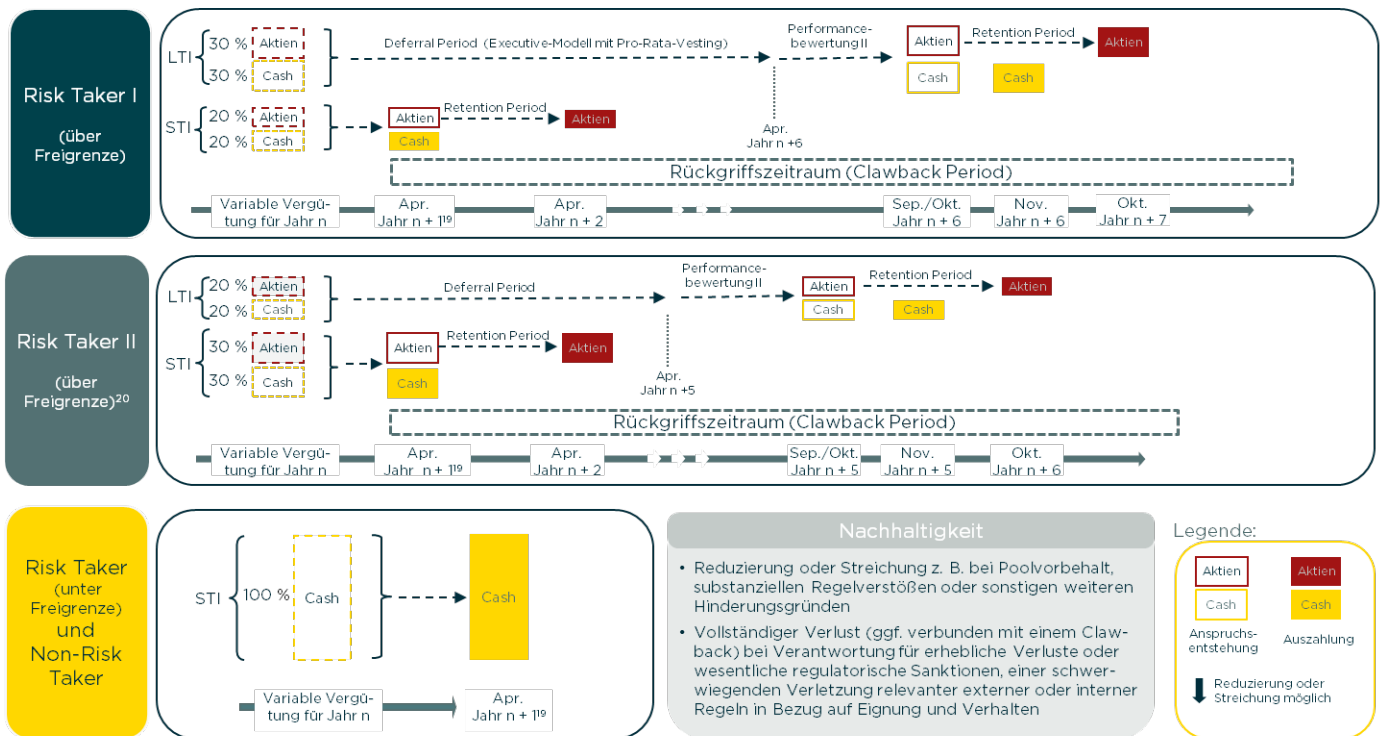 Risk Taker I
(über
Freigrenze)
LTI
30 %
Aktien
30 %
Cash
STI
20 %
Aktien
20 %
Cash
Deferral Period (Executive-Modell mit Pro-Rata-Vesting)
Performance-
bewertung II
Aktien
Retention Period
Aktien
Cash
Cash
Aktien
Retention Period
Aktien
Cash
Apr.
Jahr n +6
Rückgriffszeitraum (Clawback Period)
Variable Vergü-
tung für Jahr n
Apr.
Jahr n + 1¹⁹
Apr.
Jahr n + 2
Sep./Okt.
Jahr n + 6
Nov.
Jahr n + 6
Okt.
Jahr n + 7
Risk Taker II
(über
Freigrenze)²⁰
LTI
20 %
Aktien
20 %
Cash
STI
30 %
Aktien
30 %
Cash
Deferral Period
Performance-
bewertung II
Aktien
Retention Period
Aktien
Cash
Cash
Aktien
Retention Period
Aktien
Cash
Apr.
Jahr n +5
Rückgriffszeitraum (Clawback Period)
Variable Vergü-
tung für Jahr n
Apr.
Jahr n + 1¹⁹
Apr.
Jahr n + 2
Sep./Okt.
Jahr n + 5
Nov.
Jahr n + 5
Okt.
Jahr n + 6
Risk Taker
(unter
Freigrenze)
und
Non-Risk
Taker
STI
100 %
Cash
Cash
Variable Vergü-
tung für Jahr n
Apr.
Jahr n + 1¹⁹
Nachhaltigkeit
• Reduzierung oder Streichung z. B. bei Poolvorbehalt,
substanziellen Regelverstößen oder sonstigen weiteren
Hinderungsgründen
• Vollständiger Verlust (ggf. verbunden mit einem Claw-
back) bei Verantwortung für erhebliche Verluste oder
wesentliche regulatorische Sanktionen, einer schwer-
wiegenden Verletzung relevanter externer oder interner
Regeln in Bezug auf Eignung und Verhalten
Legende:
Aktien
Aktien
Cash
Cash
Anspruchs-
entstehung
Auszahlung
Reduzierung oder
Streichung möglich